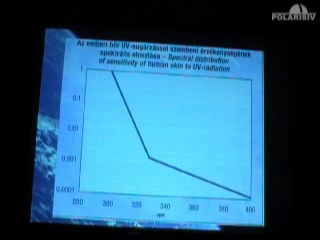 POLARISTV
Az emberi bőr UV-sugárzással szembeni érzékenységének
spektrális eloszlása – Spectral distribution
of sensitivity of human skin to UV-radiation
1
0.1
0.01
0.001
0.0001
280 300 320 340 360 380 400
nm